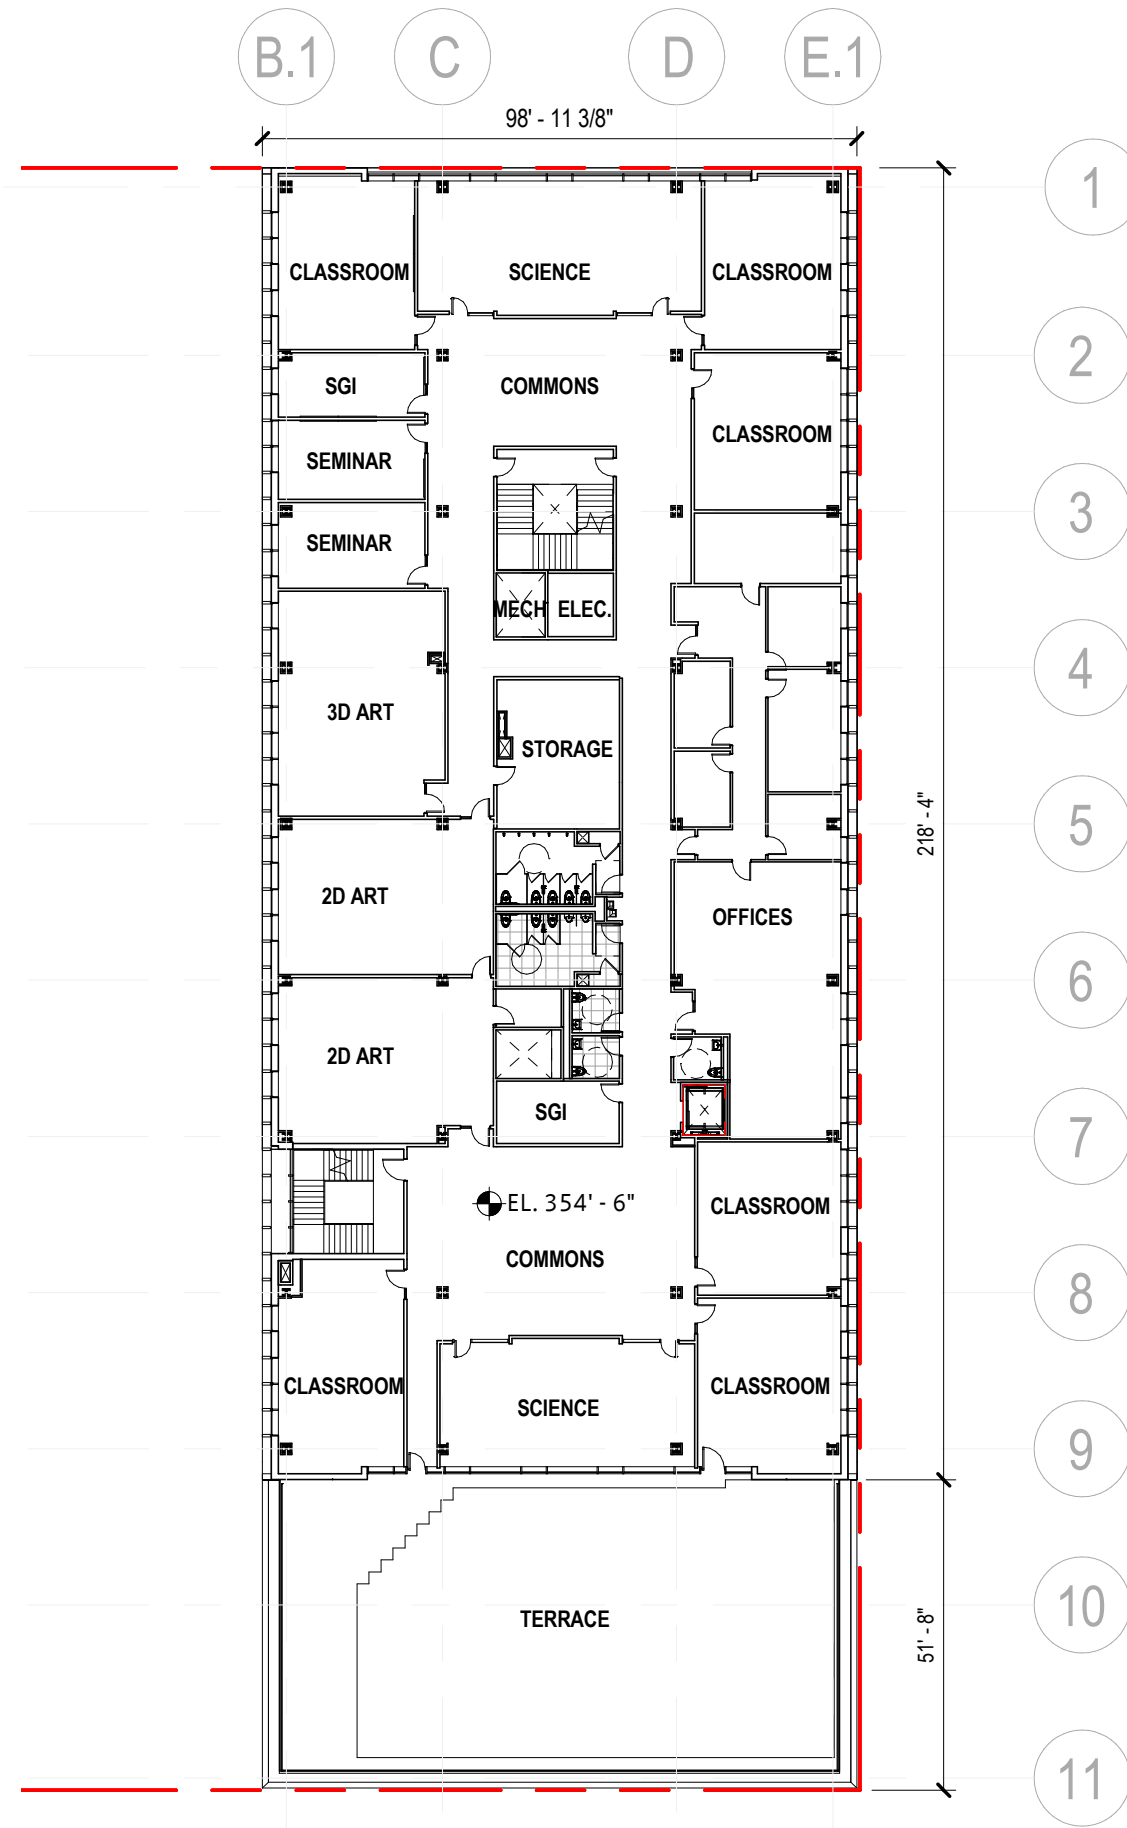 B.1 C D E.1
98' - 11 3/8"
1
CLASSROOM SCIENCE CLASSROOM
2
SGI COMMONS
CLASSROOM
SEMINAR
3
SEMINAR
MECH ELEC.
4
3D ART
STORAGE
5
218' - 4"
2D ART
OFFICES
6
2D ART
SGI
7
EL. 354' - 6"
CLASSROOM
COMMONS
8
CLASSROOM
CLASSROOM
SCIENCE
9
10
TERRACE
51' - 8"
11